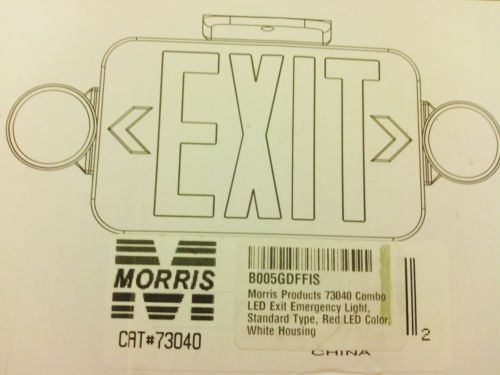 EXIT
MORRIS
CAT#73040
B005GDFFIS
Morris Products 73040 Combo
LED Exit Emergency Light,
Standard Type, Red LED Color,
White Housing
2
CHINA